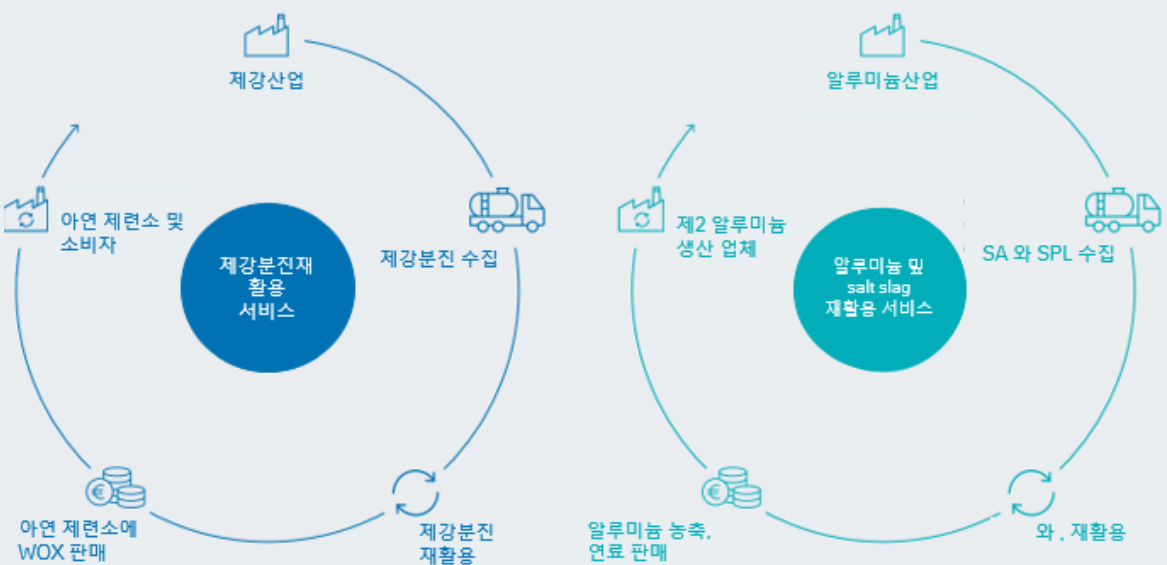 제강산업
제강분진 수집
제강분진
재활용
아연 제련소에
WOX 판매
아연 제련소 및
소비자
제강분진재
활용
서비스
알루미늄산업
SA 와 SPL 수집
와 , 재활용
알루미늄 농축,
연료 판매
제2 알루미늄
생산 업체
알루미늄 및
salt slag
재활용 서비스